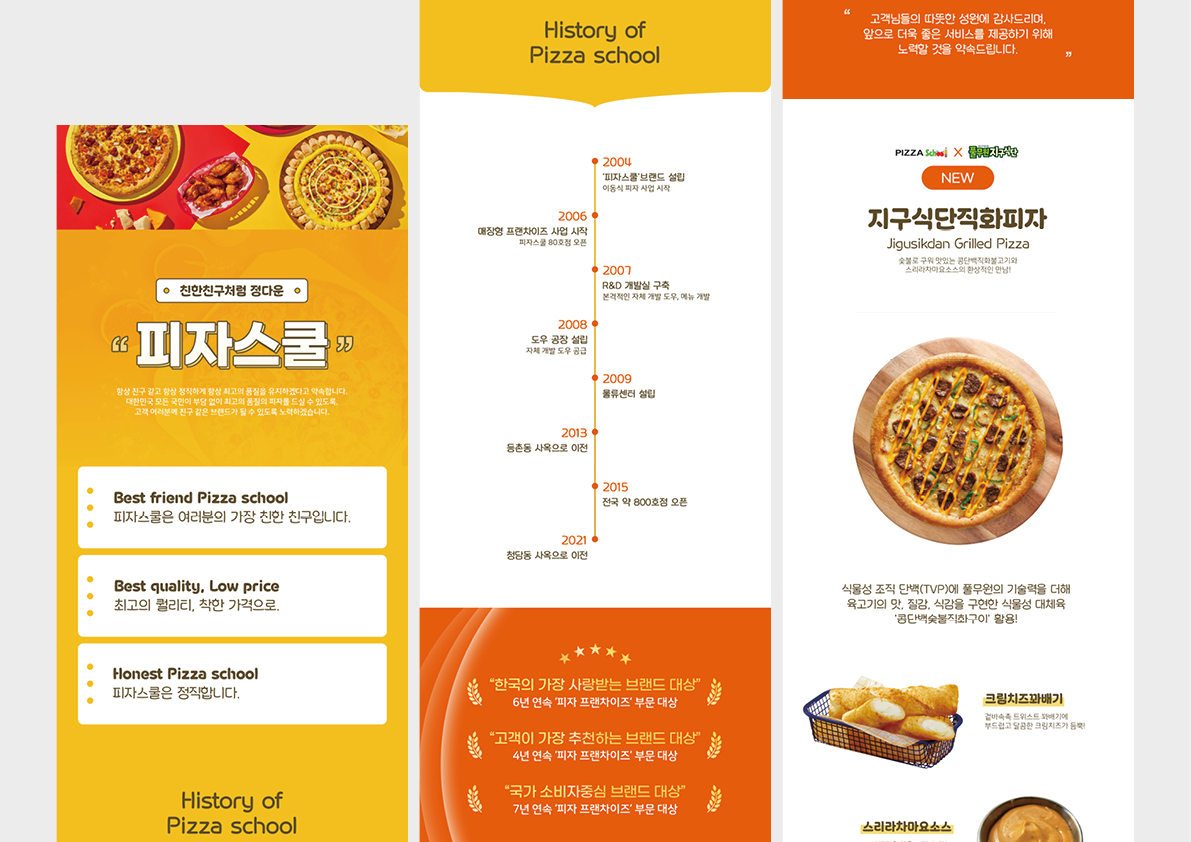 친한친구처럼 정다운
“ 피자스쿨 ”
항상 친구 같고 항상 정직하게 항상 최고의 품질을 유지하겠다고 약속합니다.
대한민국 모든 국민이 부담 없이 최고의 품질의 피자를 드실 수 있도록,
고객 여러분께 친구 같은 브랜드가 될 수 있도록 노력하겠습니다.
Best friend Pizza school
피자스쿨은 여러분의 가장 친한 친구입니다.
Best quality, Low price
최고의 퀄리티, 착한 가격으로.
Honest Pizza school
피자스쿨은 정직합니다.
History of
Pizza school
History of
Pizza school
2004
'피자스쿨'브랜드 설립
이동식 피자 사업 시작
2006
매장형 프랜차이즈 사업 시작
피자스쿨 80호점 오픈
2007
R&D 개발실 구축
본격적인 자체 개발 도우, 메뉴 개발
2008
도우 공장 설립
자체 개발 도우 공급
2009
물류센터 설립
2013
등촌동 사옥으로 이전
2015
전국 약 800호점 오픈
2021
청담동 사옥으로 이전
“한국의 가장 사랑받는 브랜드 대상”
6년 연속 '피자 프랜차이즈' 부문 대상
“고객이 가장 추천하는 브랜드 대상”
4년 연속 '피자 프랜차이즈' 부문 대상
“국가 소비자중심 브랜드 대상”
7년 연속 '피자 프랜차이즈' 부문 대상
“ 고객님들의 따뜻한 성원에 감사드리며,
앞으로 더욱 좋은 서비스를 제공하기 위해
노력할 것을 약속드립니다. ”
PIZZA School X 풀무원지구식단
NEW
지구식단직화피자
Jigusikdan Grilled Pizza
숯불로 구워 맛있는 콩단백직화불고기와
스리라차마요소스의 환상적인 만남!
식물성 조직 단백(TVP)에 풀무원의 기술력을 더해
육고기의 맛, 질감, 식감을 구현한 식물성 대체육
'콩단백숯불직화구이' 활용!
크림치즈꽈배기
겉바속촉 트위스트 꽈배기에
부드럽고 달콤한 크림치즈가 듬뿍!
스리라차마요소스